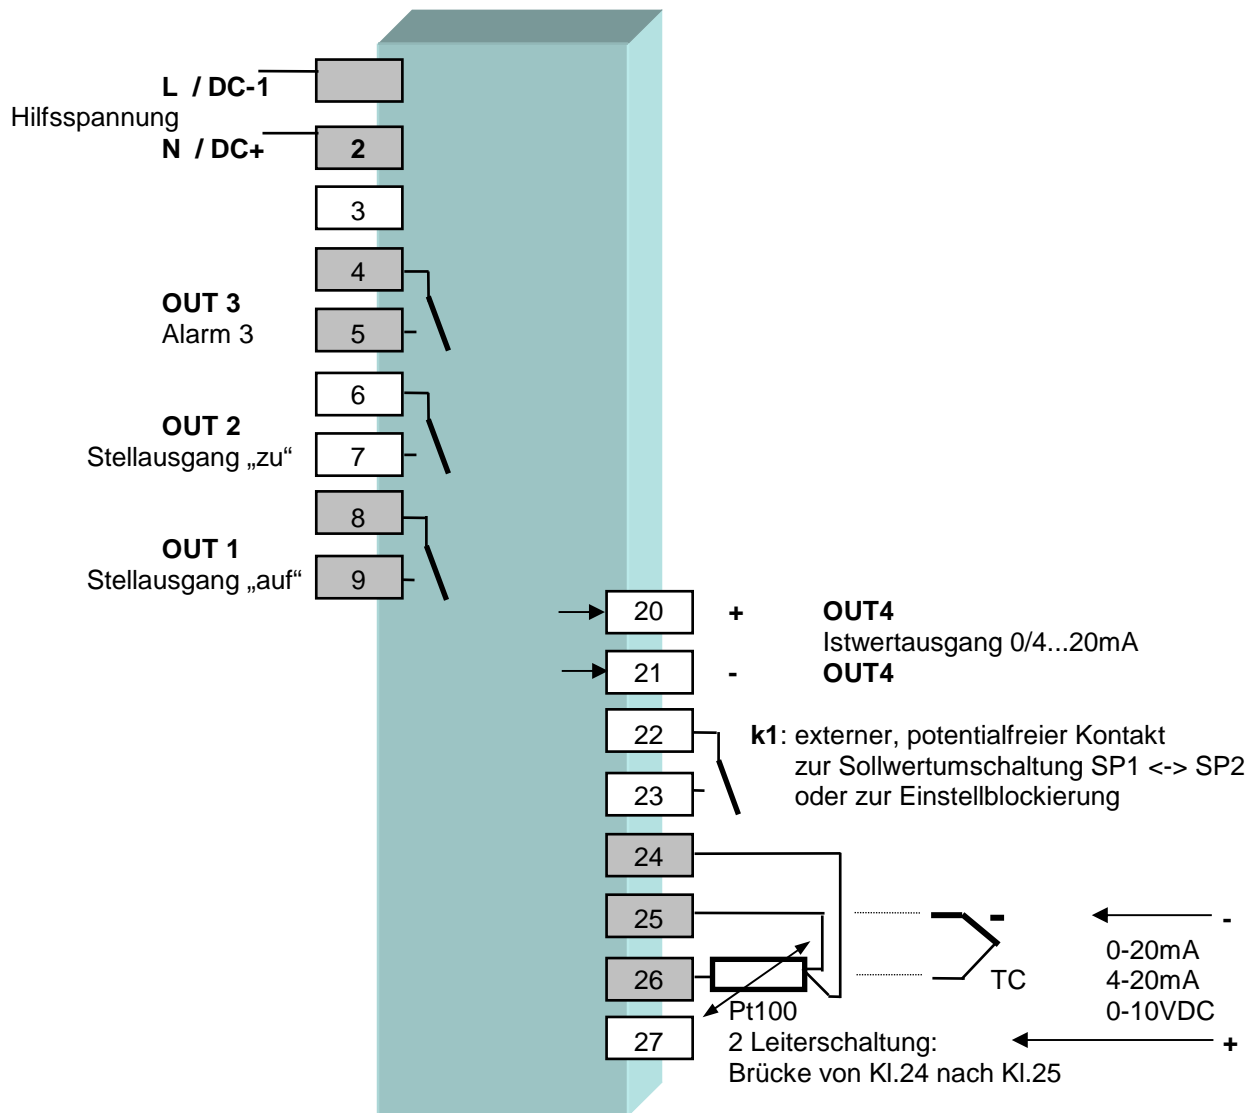 L / DC-1
Hilfsspannung
N / DC+ 2
3
4
OUT 3
Alarm 3 5
6
OUT 2
Stellausgang „zu“ 7
8
OUT 1
Stellausgang „auf“ 9
20 + OUT4
Istwertausgang 0/4...20mA
21 - OUT4
22 k1: externer, potentialfreier Kontakt
zur Sollwertumschaltung SP1 <-> SP2
23 oder zur Einstellblockierung
24
25 - -
0-20mA
26 TC 4-20mA
Pt100 0-10VDC
27 2 Leiterschaltung: +
Brücke von Kl.24 nach Kl.25